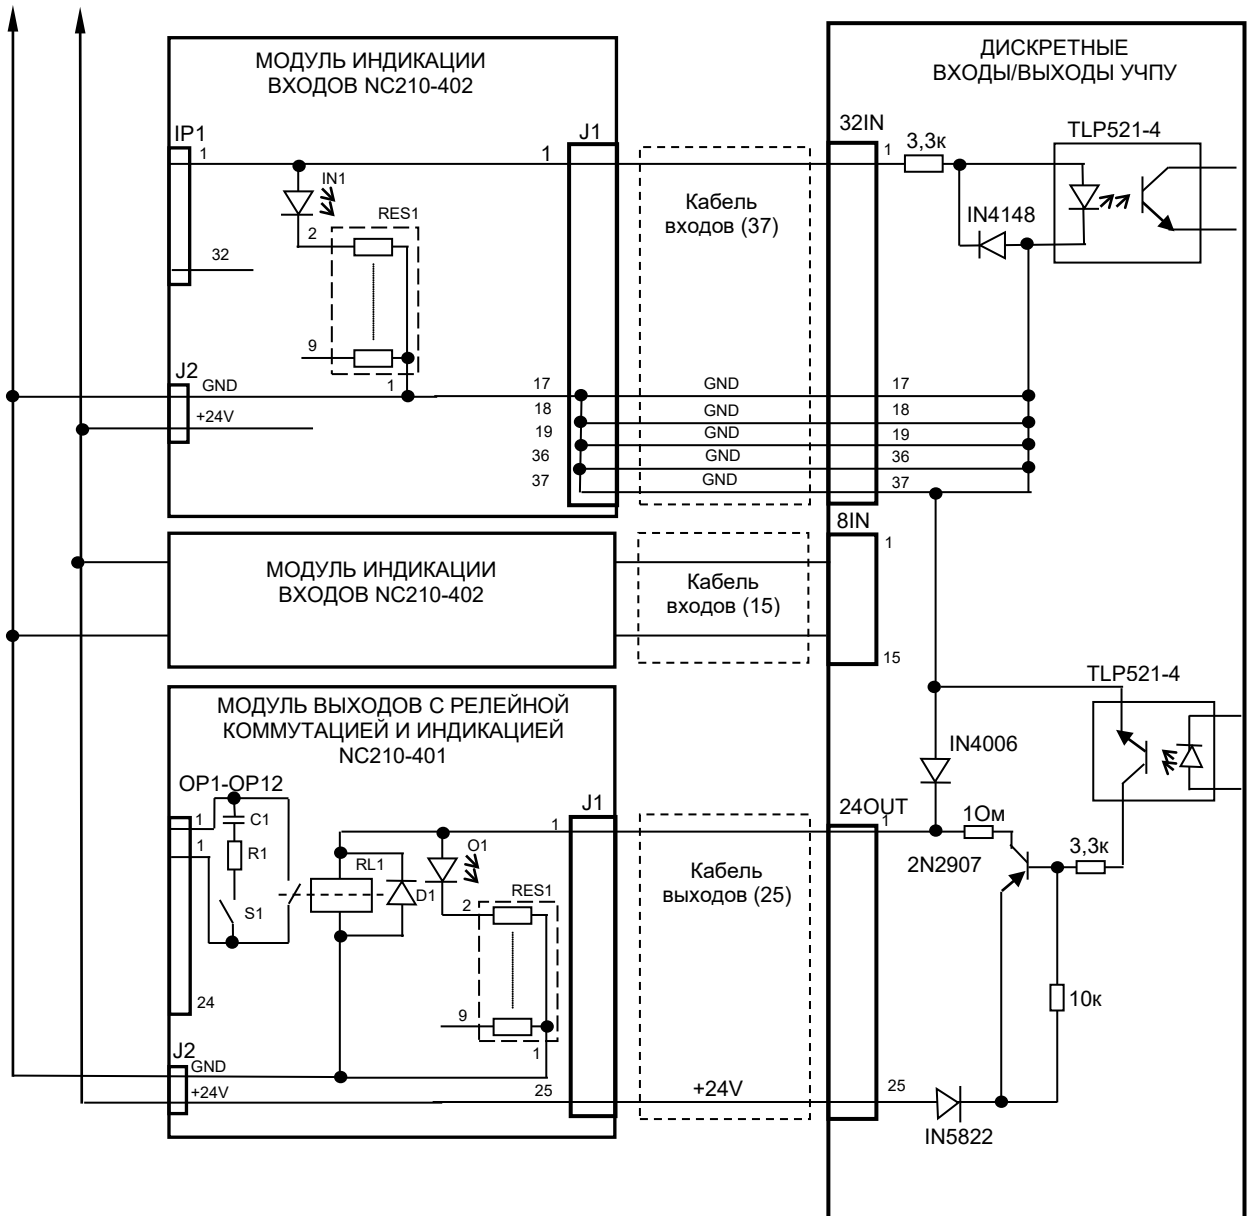 МОДУЛЬ ИНДИКАЦИИ
ВХОДОВ NC210-402
IP1
1
IN1
RES1
2
32
9
1
J2
GND
+24V
J1
1
17
18
19
36
37
Кабель
входов (37)
GND
GND
GND
GND
GND
ДИСКРЕТНЫЕ
ВХОДЫ/ВЫХОДЫ УЧПУ
32IN
1
3,3к
TLP521-4
IN4148
17
18
19
36
37
МОДУЛЬ ИНДИКАЦИИ
ВХОДОВ NC210-402
Кабель
входов (15)
8IN
1
15
МОДУЛЬ ВЫХОДОВ С РЕЛЕЙНОЙ
КОММУТАЦИЕЙ И ИНДИКАЦИЕЙ
NC210-401
OP1-OP12
1
1
C1
R1
S1
24
RL1
D1
O1
RES1
2
9
1
J2
GND
+24V
J1
1
25
Кабель
выходов (25)
+24V
TLP521-4
IN4006
24OUT
1
1Ом
2N2907
3,3к
10к
25
IN5822